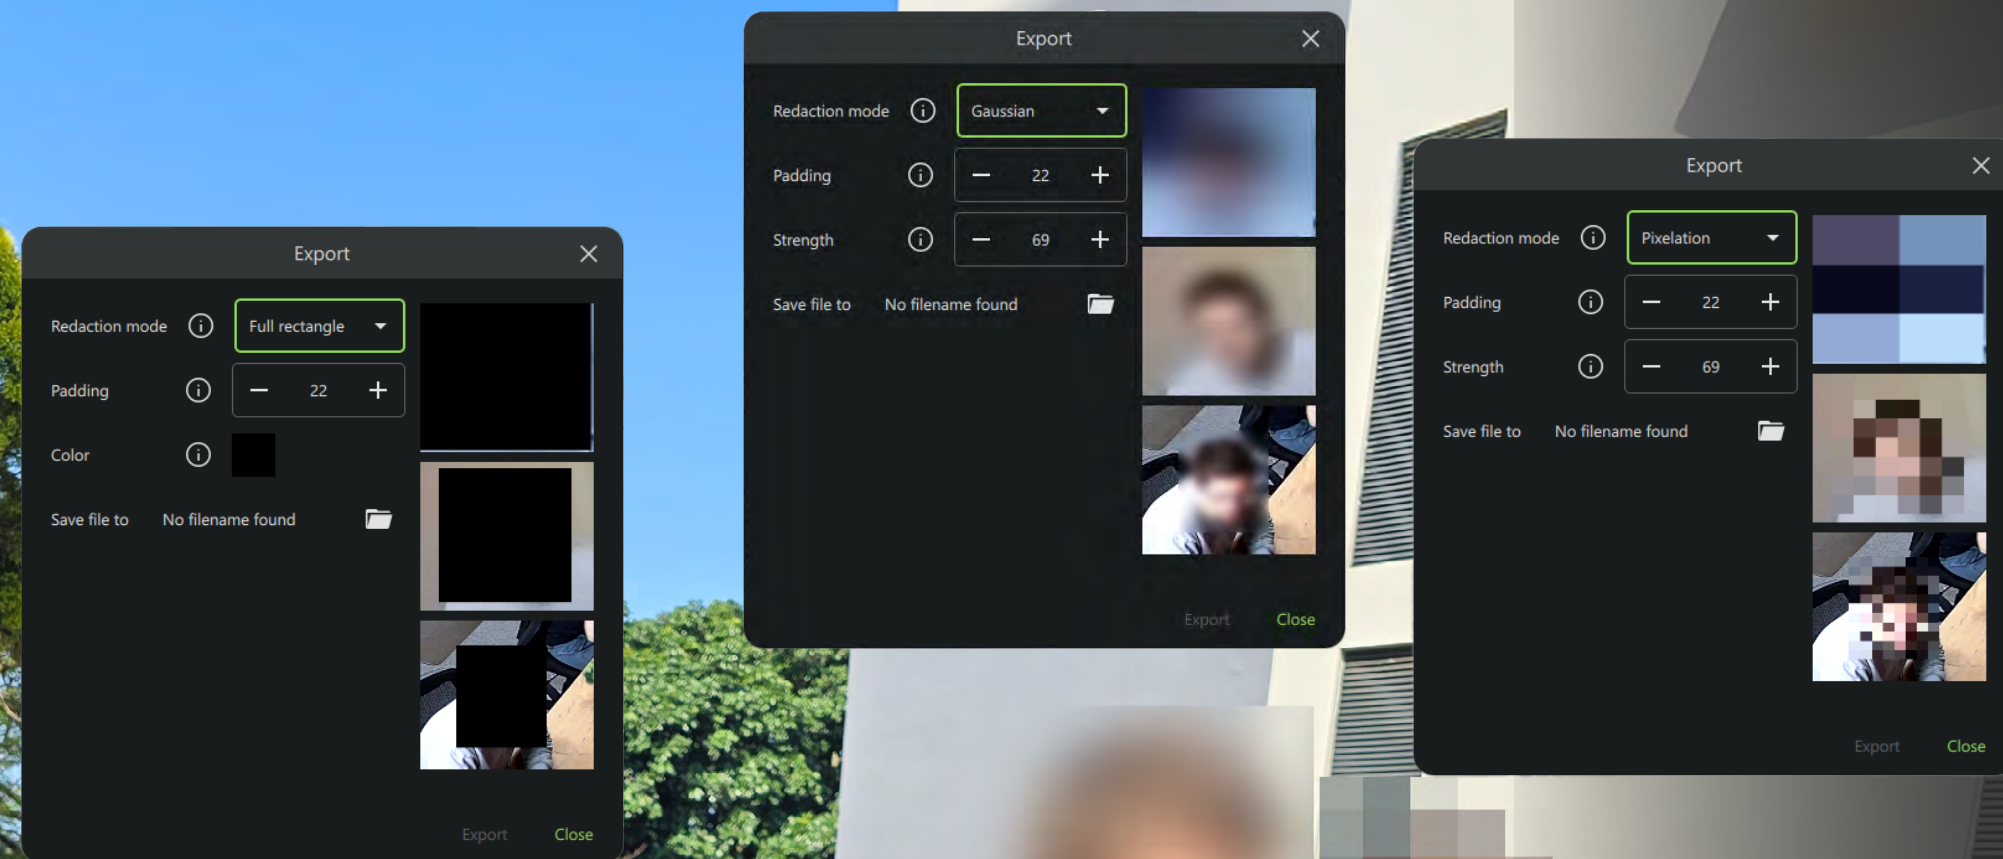 Export
Redaction mode
Full rectangle
Padding
22
Color
Save file to
No filename found
Export
Close
Export
Redaction mode
Gaussian
Padding
22
Strength
69
Save file to
No filename found
Export
Close
Export
Redaction mode
Pixelation
Padding
22
Strength
69
Save file to
No filename found
Export
Close